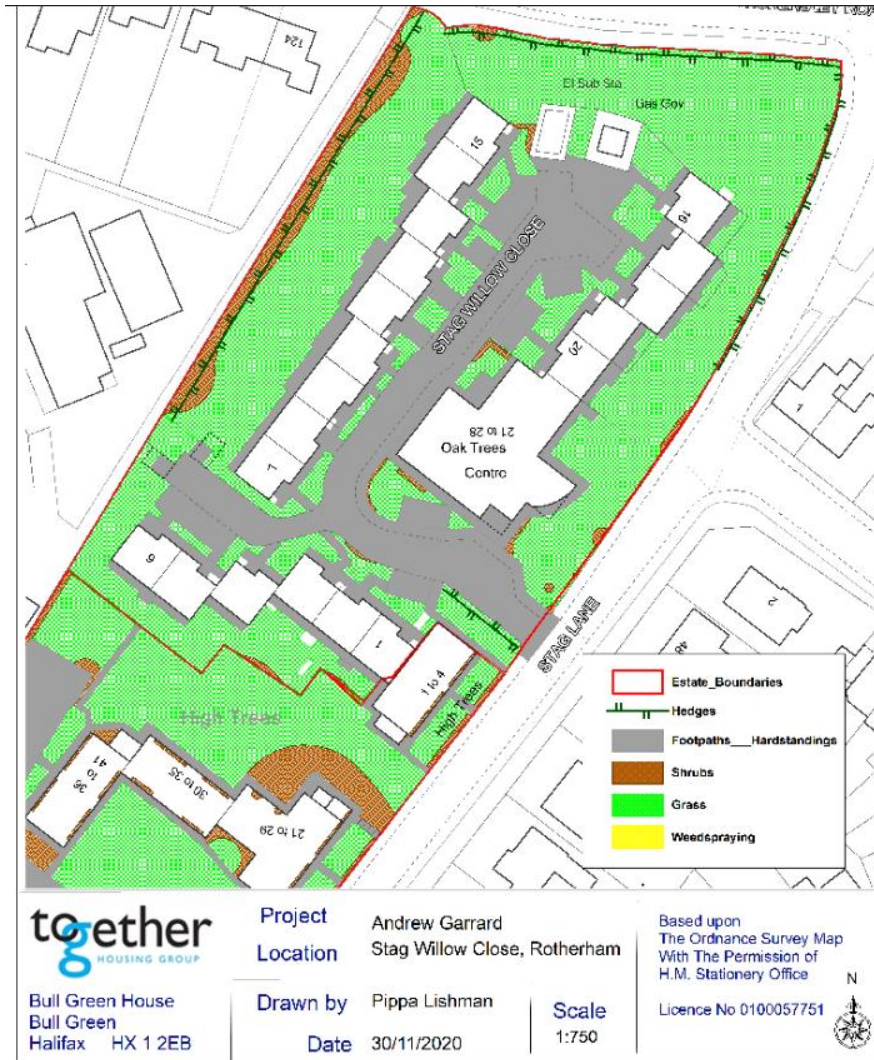 124
El Sub Sta
Gas Gov
15
16
STAG WILLOW CLOSE
20
21 to 28
Oak Trees
Centre
7
1
6
1
2
48
STAG LANE
1 to 4
High Trees
High Trees
36
to
41
30 to 35
21 to 29
Estate_Boundaries
Hedges
Footpaths___Hardstandings
Shrubs
Grass
Weedspraying
together
HOUSING GROUP
Bull Green House
Bull Green
Halifax HX 1 2EB
Project Andrew Garrard
Location Stag Willow Close, Rotherham
Drawn by Pippa Lishman
Date 30/11/2020
Scale
1:750
Based upon
The Ordnance Survey Map
With The Permission of
H.M. Stationery Office
Licence No 0100057751
N